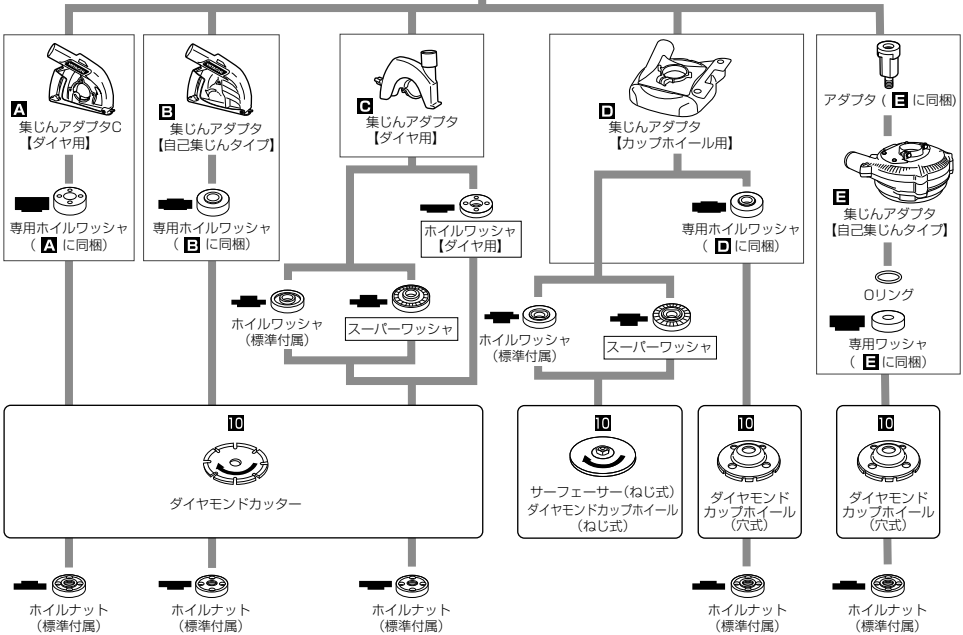 A
集じんアダプタC
【ダイヤ用】
専用ホイルワッシャ
( A に同梱)
B
集じんアダプタ
【自己集じんタイプ】
専用ホイルワッシャ
( B に同梱)
C
集じんアダプタ
【ダイヤ用】
ホイルワッシャ
【ダイヤ用】
ホイルワッシャ
(標準付属)
スーパーワッシャ
D
集じんアダプタ
【カップホイール用】
専用ホイルワッシャ
( D に同梱)
ホイルワッシャ
(標準付属)
スーパーワッシャ
アダプタ ( E に同梱)
E
集じんアダプタ
【自己集じんタイプ】
Oリング
専用ワッシャ
( E に同梱)
10
ダイヤモンドカッター
10
サーフェーサー(ねじ式)
ダイヤモンドカップホイール
(ねじ式)
10
ダイヤモンド
カップホイール
(穴式)
10
ダイヤモンド
カップホイール
(穴式)
ホイルナット
(標準付属)
ホイルナット
(標準付属)
ホイルナット
(標準付属)
ホイルナット
(標準付属)
ホイルナット
(標準付属)